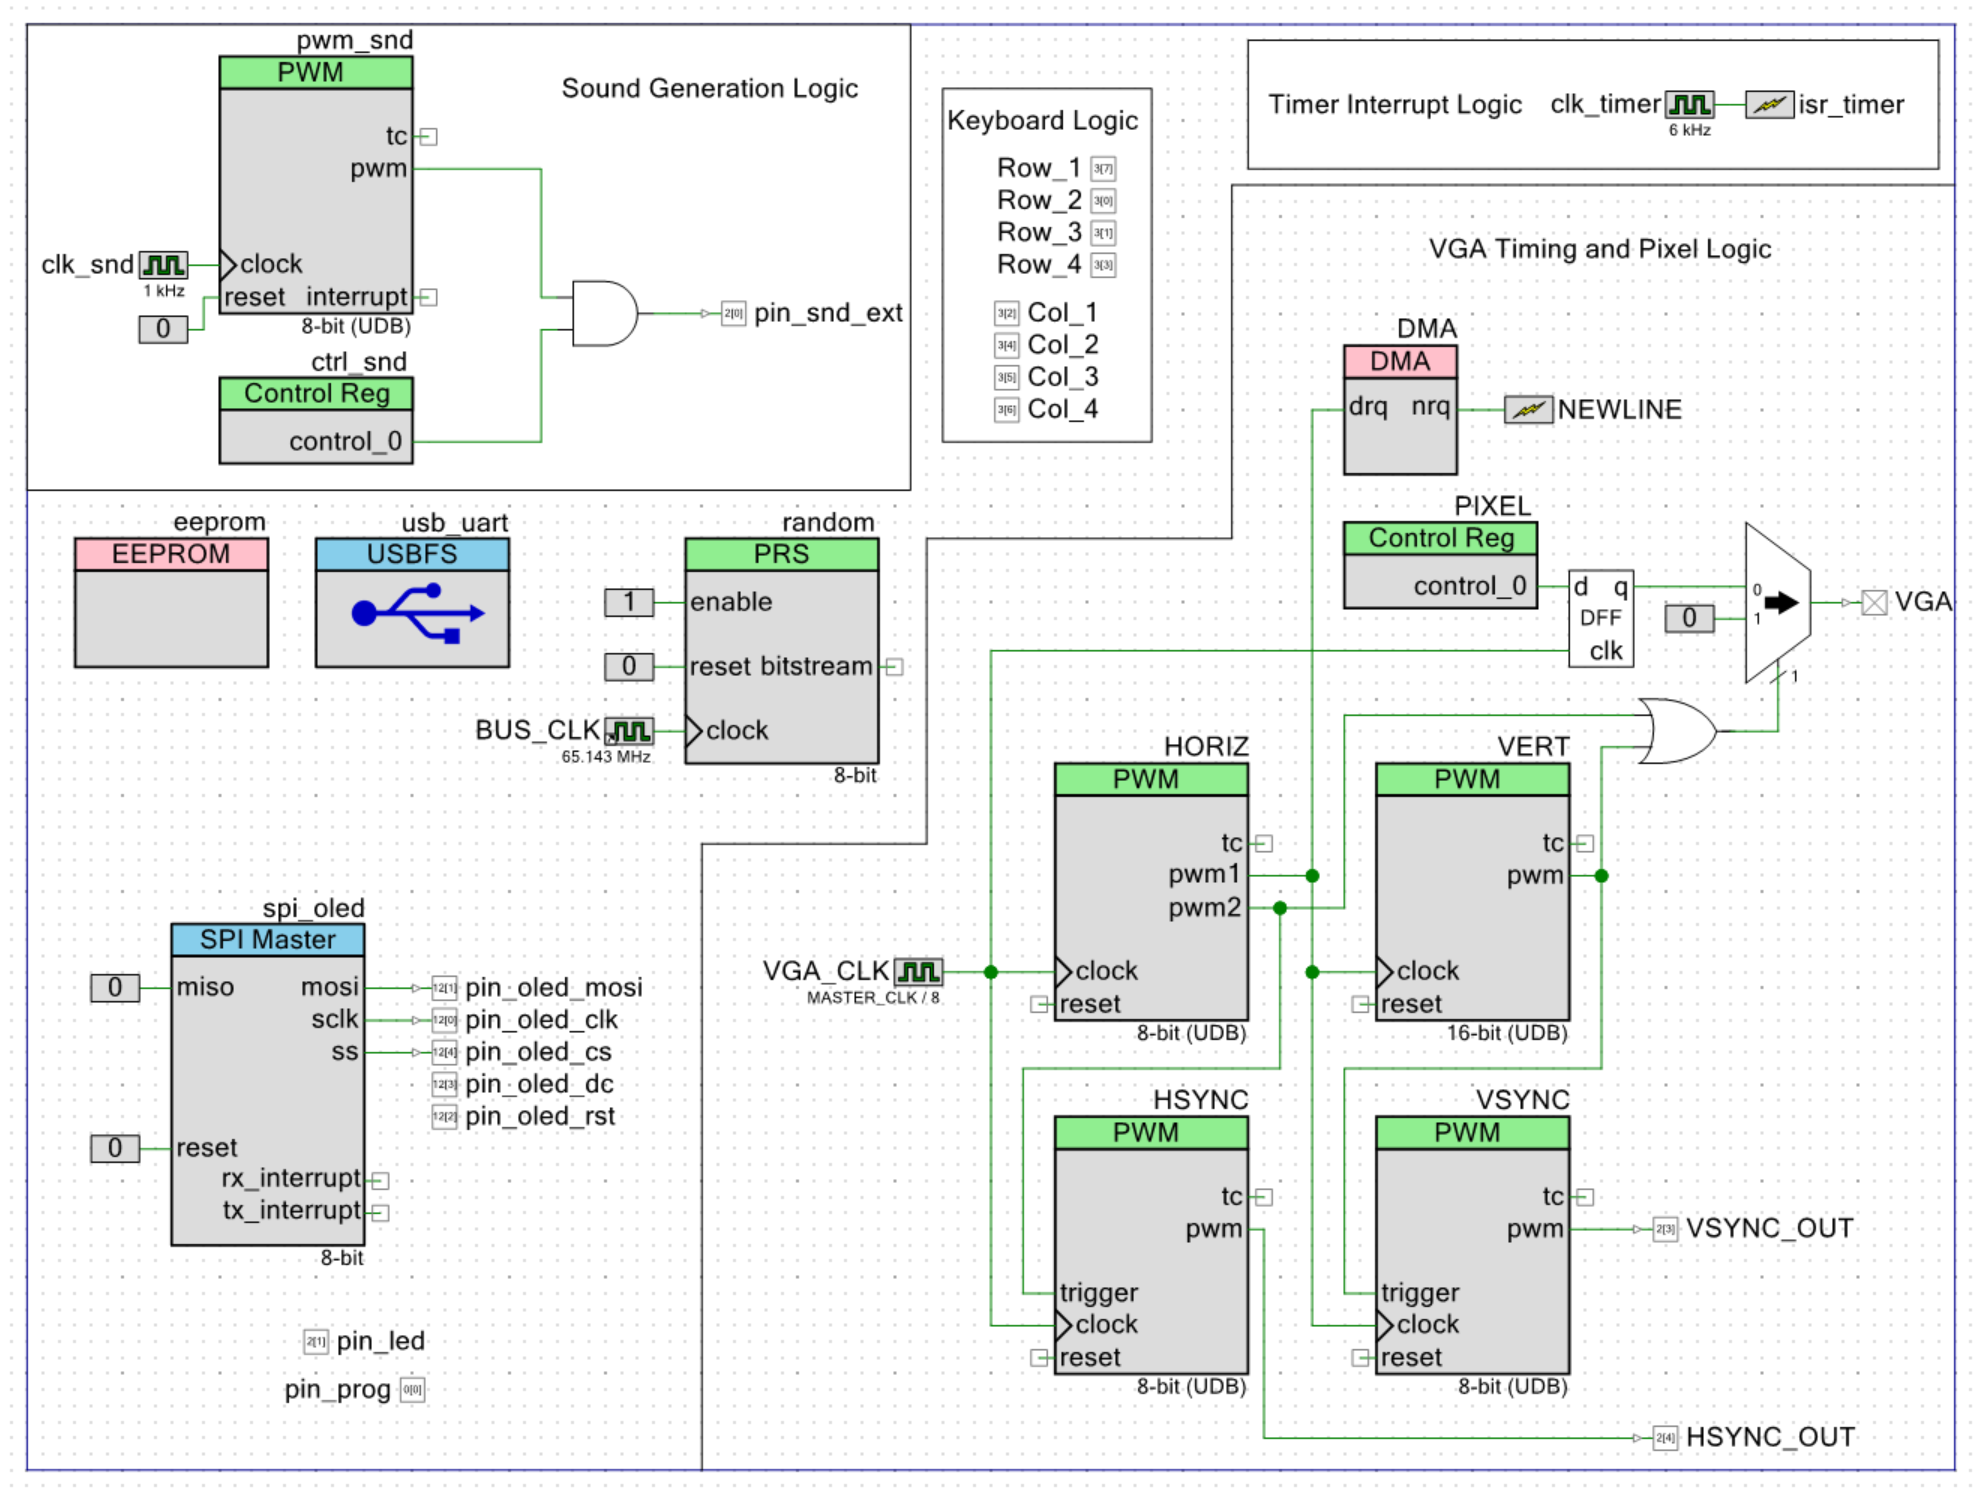 pwm_snd
PWM
tc
pwm
clk_snd
1 kHz
clock
reset interrupt
0
8-bit (UDB)
Sound Generation Logic
2[0] pin_snd_ext
ctrl_snd
Control Reg
control_0
Keyboard Logic
Row_1 3[7]
Row_2 3[0]
Row_3 3[1]
Row_4 3[3]
3[2] Col_1
3[4] Col_2
3[5] Col_3
3[6] Col_4
Timer Interrupt Logic clk_timer isr_timer
6 kHz
VGA Timing and Pixel Logic
DMA
DMA
drq nrq
NEWLINE
PIXEL
Control Reg
control_0
d q
DFF
clk
0
0
1
1
VGA
eeprom
EEPROM
usb_uart
USBFS
random
PRS
1
enable
0
reset bitstream
BUS_CLK
65.143 MHz
clock
8-bit
HORIZ
PWM
tc
pwm1
pwm2
clock
reset
8-bit (UDB)
VERT
PWM
tc
pwm
clock
reset
16-bit (UDB)
VGA_CLK
MASTER_CLK / 8
spi_oled
SPI Master
0
miso mosi
sclk
ss
0
reset
rx_interrupt
tx_interrupt
8-bit
12[1] pin_oled_mosi
12[0] pin_oled_clk
12[4] pin_oled_cs
12[3] pin_oled_dc
12[2] pin_oled_rst
HSYNC
PWM
tc
pwm
trigger
clock
reset
8-bit (UDB)
VSYNC
PWM
tc
pwm
trigger
clock
reset
8-bit (UDB)
2[3] VSYNC_OUT
2[4] HSYNC_OUT
2[1] pin_led
pin_prog 0[0]